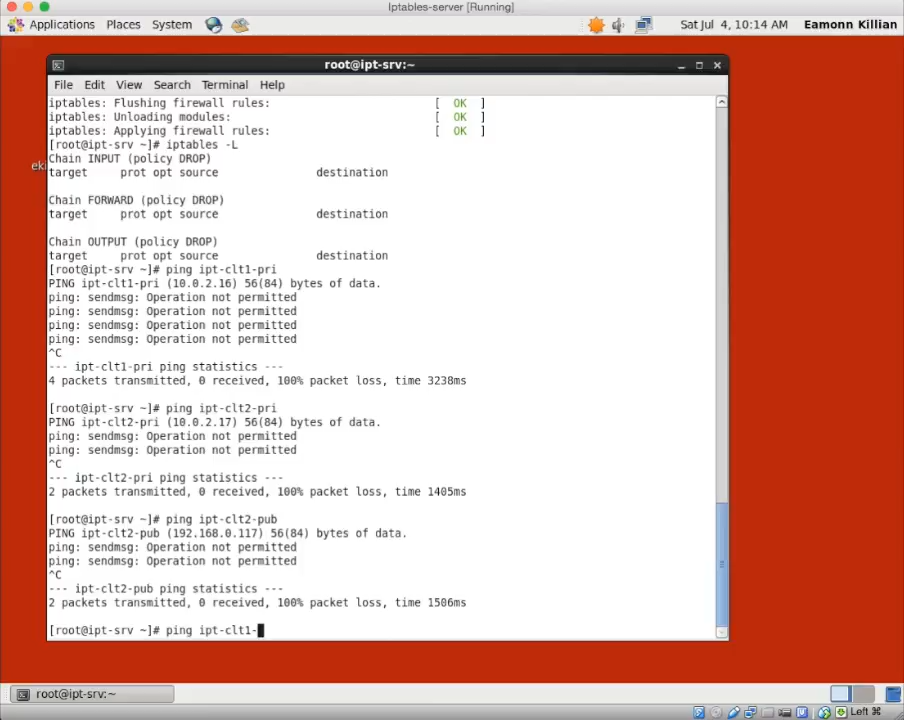 Iptables-server [Running]
Applications Places System Sat Jul 4, 10:14 AM Eamonn Killian
root@ipt-srv:~
File Edit View Search Terminal Help
iptables: Flushing firewall rules: [ OK ]
iptables: Unloading modules: [ OK ]
iptables: Applying firewall rules: [ OK ]
[root@ipt-srv ~]# iptables -L
Chain INPUT (policy DROP)
target prot opt source destination
Chain FORWARD (policy DROP)
target prot opt source destination
Chain OUTPUT (policy DROP)
target prot opt source destination
[root@ipt-srv ~]# ping ipt-clt1-pri
PING ipt-clt1-pri (10.0.2.16) 56(84) bytes of data.
ping: sendmsg: Operation not permitted
ping: sendmsg: Operation not permitted
ping: sendmsg: Operation not permitted
ping: sendmsg: Operation not permitted
^C
--- ipt-clt1-pri ping statistics ---
4 packets transmitted, 0 received, 100% packet loss, time 3238ms
[root@ipt-srv ~]# ping ipt-clt2-pri
PING ipt-clt2-pri (10.0.2.17) 56(84) bytes of data.
ping: sendmsg: Operation not permitted
ping: sendmsg: Operation not permitted
^C
--- ipt-clt2-pri ping statistics ---
2 packets transmitted, 0 received, 100% packet loss, time 1405ms
[root@ipt-srv ~]# ping ipt-clt2-pub
PING ipt-clt2-pub (192.168.0.117) 56(84) bytes of data.
ping: sendmsg: Operation not permitted
ping: sendmsg: Operation not permitted
^C
--- ipt-clt2-pub ping statistics ---
2 packets transmitted, 0 received, 100% packet loss, time 1506ms
[root@ipt-srv ~]# ping ipt-clt1-
root@ipt-srv:~
Left ⌘